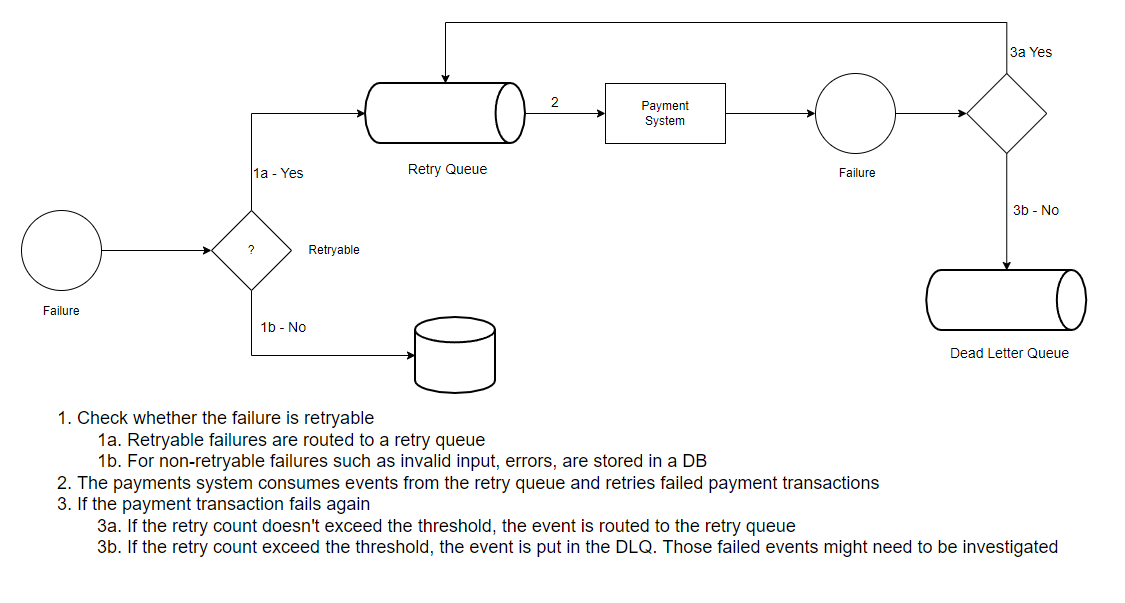 3a Yes
2
Payment
System
1a - Yes
Retry Queue
Failure
3b - No
?
Retryable
Failure
1b - No
Dead Letter Queue
1. Check whether the failure is retryable
1a. Retryable failures are routed to a retry queue
1b. For non-retryable failures such as invalid input, errors, are stored in a DB
2. The payments system consumes events from the retry queue and retries failed payment transactions
3. If the payment transaction fails again
3a. If the retry count doesn't exceed the threshold, the event is routed to the retry queue
3b. If the retry count exceed the threshold, the event is put in the DLQ. Those failed events might need to be investigated